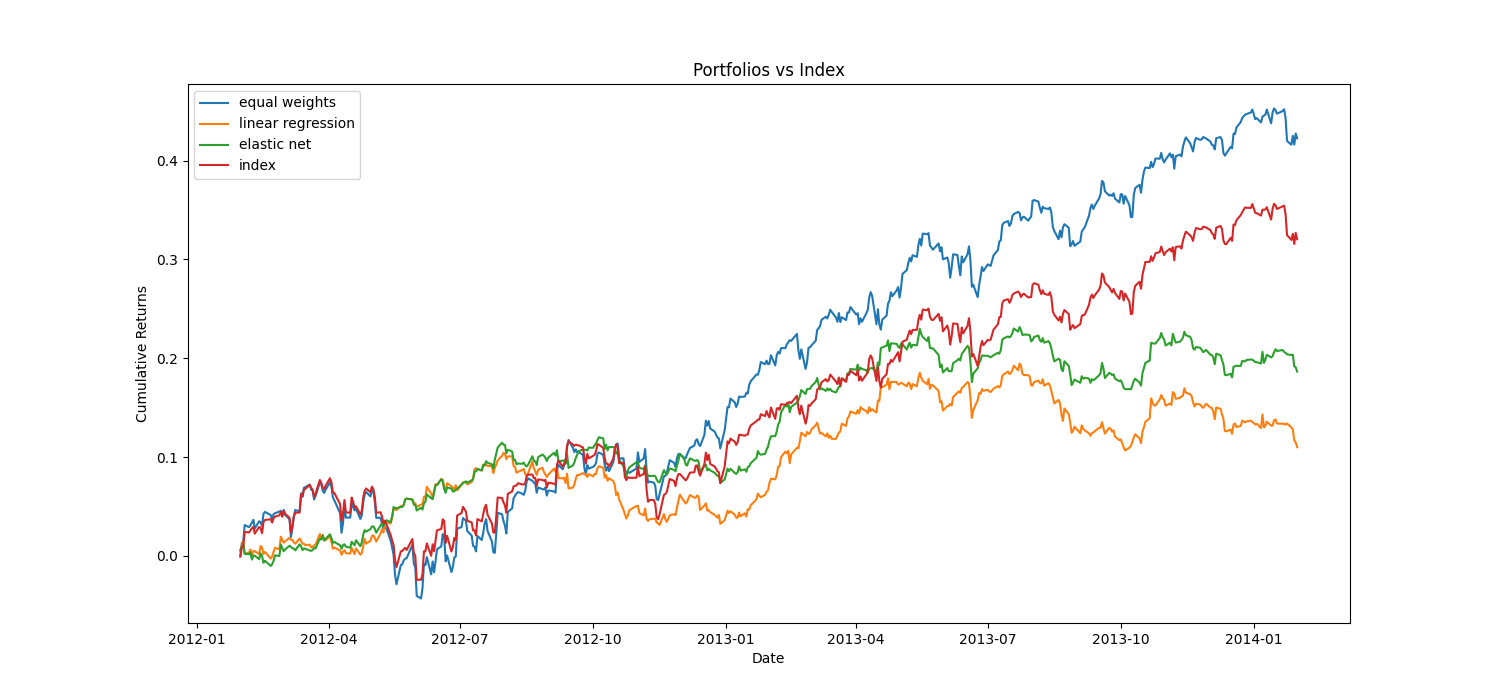 Portfolios vs Index
equal weights
linear regression
elastic net
index
Cumulative Returns
0.4
0.3
0.2
0.1
0.0
2012-01
2012-04
2012-07
2012-10
2013-01
2013-04
2013-07
2013-10
2014-01
Date